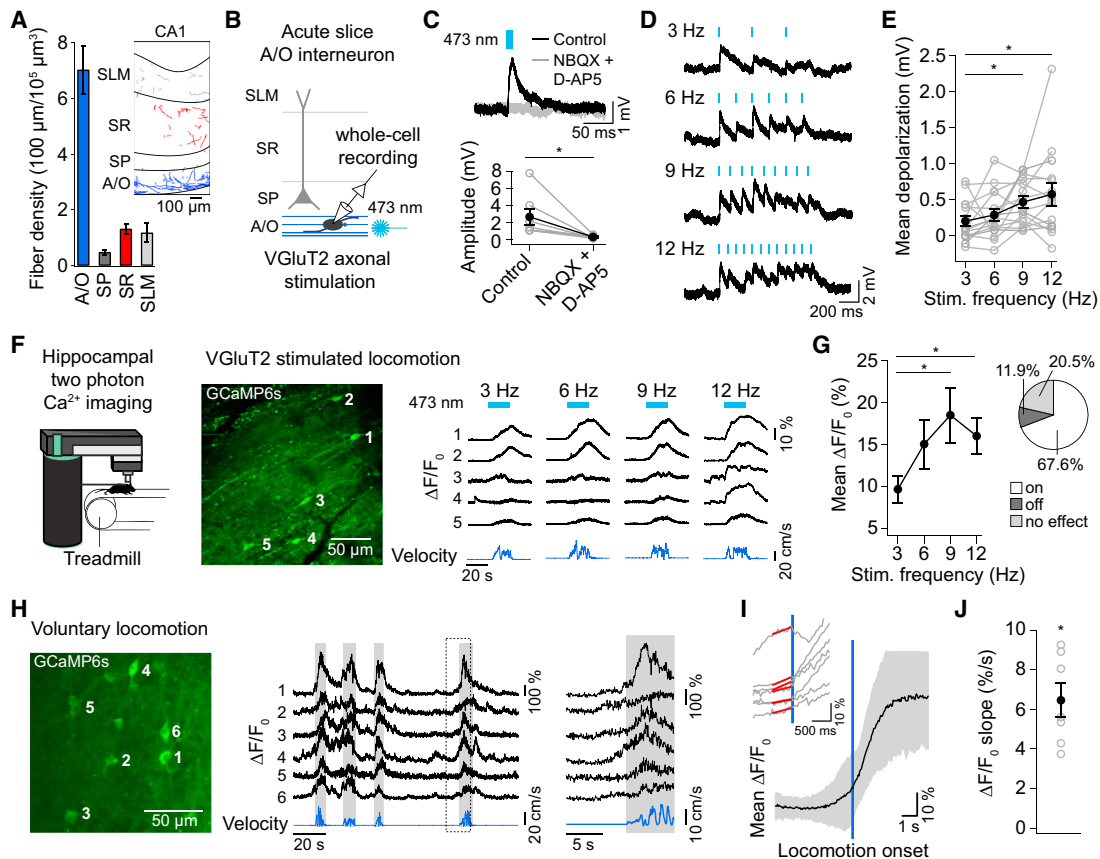 A
Fiber density (100 µm/10⁵ µm³)
8
6
4
2
0
A/O
SP
SR
SLM
CA1
SLM
SR
SP
A/O
100 µm
B
Acute slice
A/O interneuron
SLM
SR
SP
A/O
whole-cell
recording
473 nm
VGluT2 axonal
stimulation
C
473 nm
Control
NBQX +
D-AP5
1 mV
50 ms
Amplitude (mV)
8
6
4
2
0
*
Control
NBQX +
D-AP5
D
3 Hz
6 Hz
9 Hz
12 Hz
2 mV
200 ms
E
Mean depolarization (mV)
2.5
2.0
1.5
1.0
0.5
0
*
*
3 6 9 12
Stim. frequency (Hz)
F
Hippocampal
two photon
Ca²⁺ imaging
Treadmill
VGluT2 stimulated locomotion
GCaMP6s
2
1
3
5
4
50 µm
473 nm
3 Hz 6 Hz 9 Hz 12 Hz
ΔF/F₀
1
2
3
4
5
10 %
Velocity
20 cm/s
20 s
G
Mean ΔF/F₀ (%)
25
20
15
10
5
*
*
3 6 9 12
Stim. frequency (Hz)
11.9%
20.5%
67.6%
on
off
no effect
H
Voluntary locomotion
GCaMP6s
4
5
6
2
1
3
50 µm
ΔF/F₀
1
2
3
4
5
6
100 %
Velocity
20 cm/s
20 s
100 %
10 cm/s
5 s
I
10 %
500 ms
Mean ΔF/F₀
10 %
1 s
Locomotion onset
J
ΔF/F₀ slope (%/s)
10
8
6
4
2
0
*